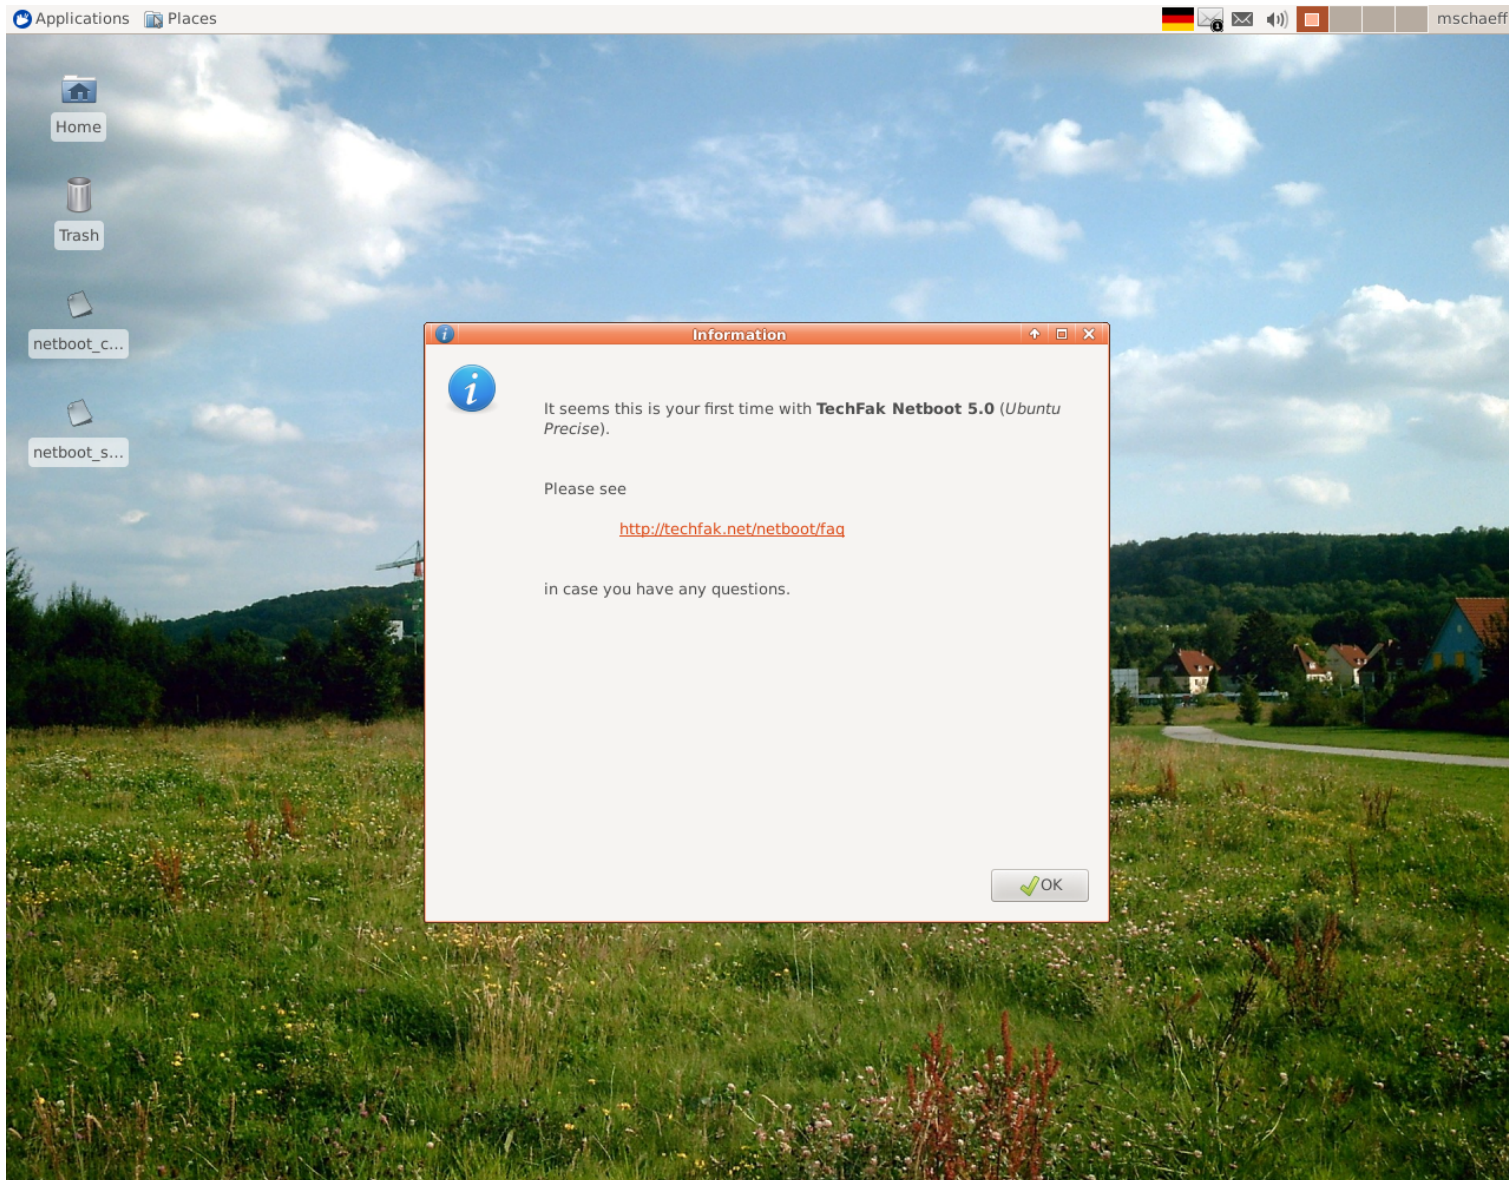 Applications Places mschaeff
Home
Trash
netboot_c...
netboot_s...
Information
It seems this is your first time with TechFak Netboot 5.0 (Ubuntu
Precise).
Please see
http://techfak.net/netboot/faq
in case you have any questions.
OK